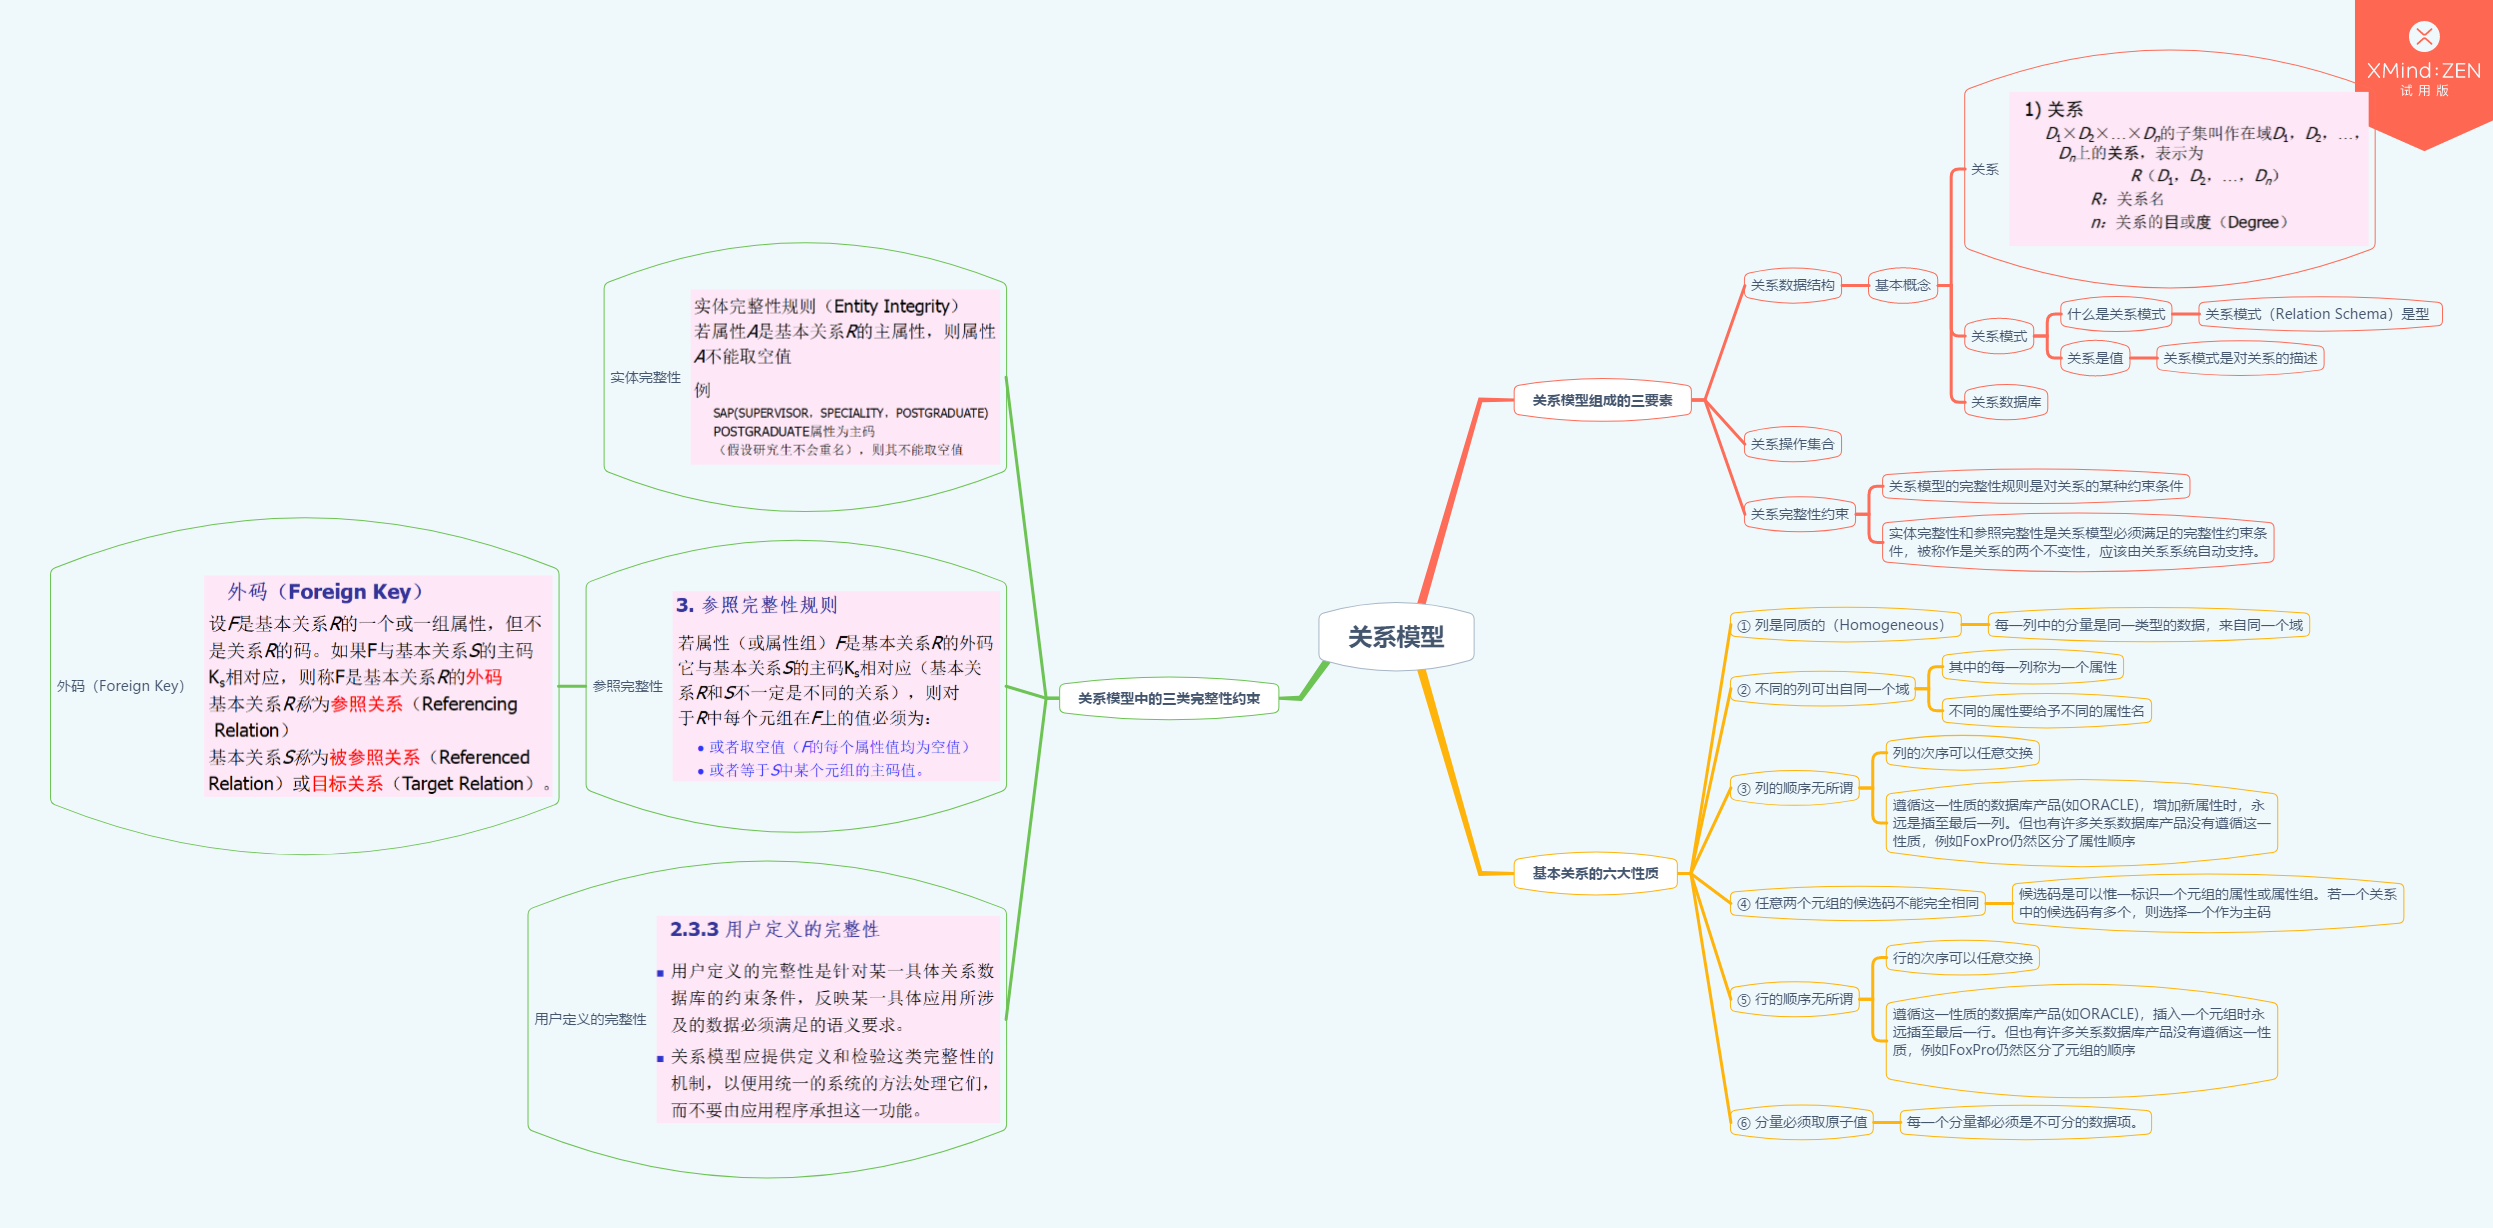 XMind:ZEN
试用版
关系模型
关系模型组成的三要素
关系数据结构
基本概念
关系
1) 关系
D1×D2×…×Dn的子集叫作在域D1，D2，…，
Dn上的关系，表示为
R（D1，D2，…，Dn）
R：关系名
n：关系的目或度（Degree）
关系模式
什么是关系模式
关系模式（Relation Schema）是型
关系是值
关系模式是对关系的描述
关系数据库
关系操作集合
关系完整性约束
关系模型的完整性规则是对关系的某种约束条件
实体完整性和参照完整性是关系模型必须满足的完整性约束条
件，被称作是关系的两个不变性，应该由关系系统自动支持。
基本关系的六大性质
① 列是同质的（Homogeneous）
每一列中的分量是同一类型的数据，来自同一个域
② 不同的列可出自同一个域
其中的每一列称为一个属性
不同的属性要给予不同的属性名
③ 列的顺序无所谓
列的次序可以任意交换
遵循这一性质的数据库产品(如ORACLE)，增加新属性时，永
远是插至最后一列。但也有许多关系数据库产品没有遵循这一
性质，例如FoxPro仍然区分了属性顺序
④ 任意两个元组的候选码不能完全相同
候选码是可以惟一标识一个元组的属性或属性组。若一个关系
中的候选码有多个，则选择一个作为主码
⑤ 行的顺序无所谓
行的次序可以任意交换
遵循这一性质的数据库产品(如ORACLE)，插入一个元组时永
远插至最后一行。但也有许多关系数据库产品没有遵循这一性
质，例如FoxPro仍然区分了元组的顺序
⑥ 分量必须取原子值
每一个分量都必须是不可分的数据项。
关系模型中的三类完整性约束
实体完整性
实体完整性规则（Entity Integrity）
若属性A是基本关系R的主属性，则属性
A不能取空值
例
SAP(SUPERVISOR，SPECIALITY，POSTGRADUATE)
POSTGRADUATE属性为主码
（假设研究生不会重名），则其不能取空值
参照完整性
3. 参照完整性规则
若属性（或属性组）F是基本关系R的外码
它与基本关系S的主码Ks相对应（基本关
系R和S不一定是不同的关系），则对
于R中每个元组在F上的值必须为：
• 或者取空值（F的每个属性值均为空值）
• 或者等于S中某个元组的主码值。
外码（Foreign Key）
外码（Foreign Key）
设F是基本关系R的一个或一组属性，但不
是关系R的码。如果F与基本关系S的主码
Ks相对应，则称F是基本关系R的外码
基本关系R称为参照关系（Referencing
Relation）
基本关系S称为被参照关系（Referenced
Relation）或目标关系（Target Relation）。
用户定义的完整性
2.3.3 用户定义的完整性
▪ 用户定义的完整性是针对某一具体关系数
据库的约束条件，反映某一具体应用所涉
及的数据必须满足的语义要求。
▪ 关系模型应提供定义和检验这类完整性的
机制，以便用统一的系统的方法处理它们，
而不要由应用程序承担这一功能。